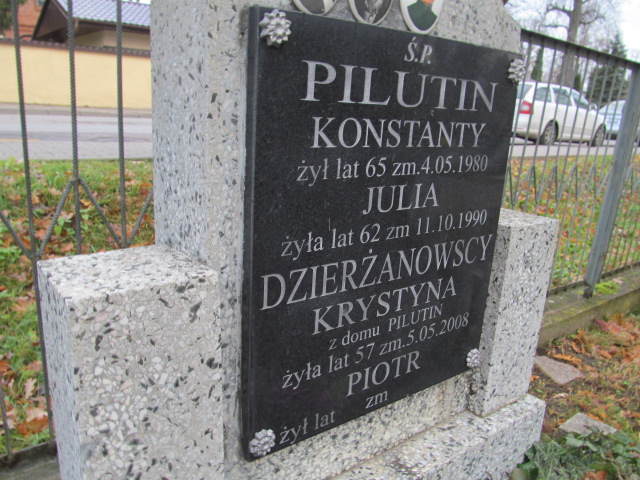 Ś.P.
PILUTIN
KONSTANTY
żył lat 65 zm.4.05.1980
JULIA
żyła lat 62 zm 11.10.1990
DZIERŻANOWSCY
KRYSTYNA
z domu PILUTIN
żyła lat 57 zm.5.05.2008
PIOTR
żył lat zm